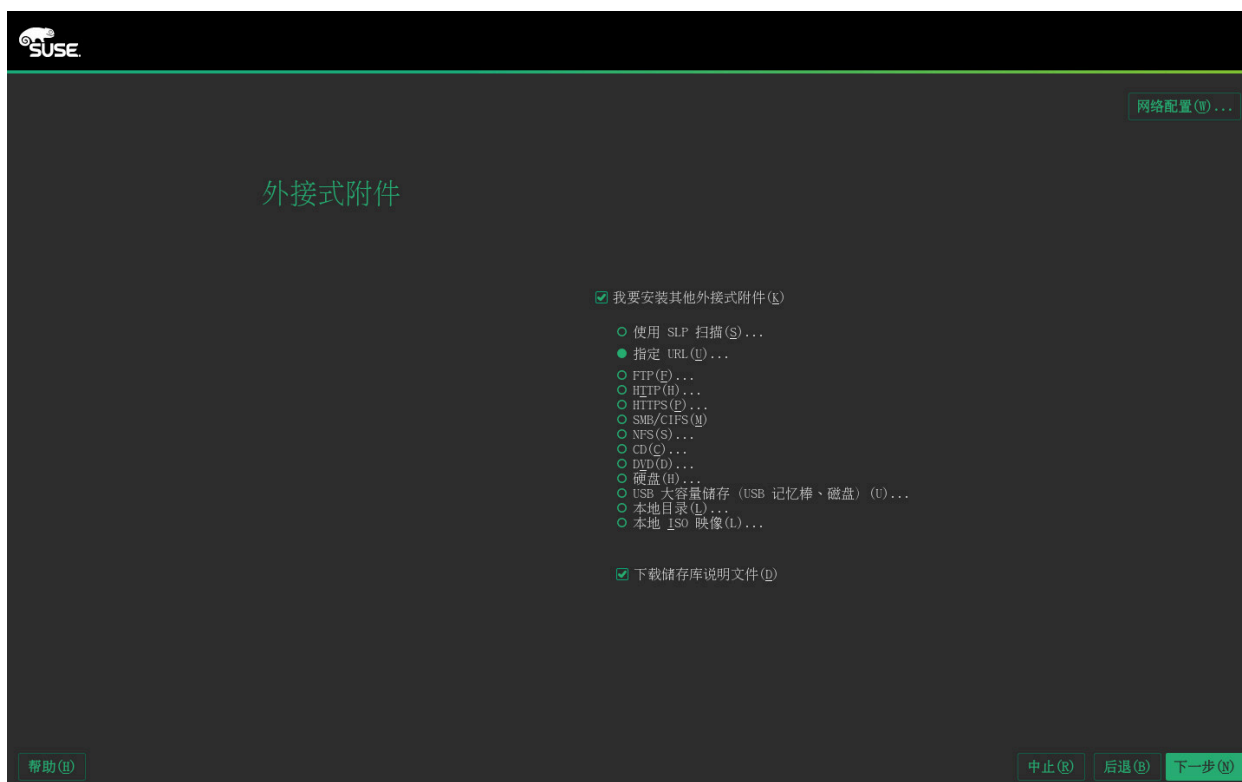 SUSE.
网络配置(W)...
外接式附件
我要安装其他外接式附件(K)
使用 SLP 扫描(S)...
指定 URL(U)...
FTP(F)...
HTTP(H)...
HTTPS(P)...
SMB/CIFS(M)
NFS(S)...
CD(C)...
DVD(D)...
硬盘(H)...
USB 大容量储存 (USB 记忆棒、磁盘) (U)...
本地目录(L)...
本地 ISO 映像(L)...
下载储存库说明文件(D)
帮助(H) 中止(R) 后退(B) 下一步(N)